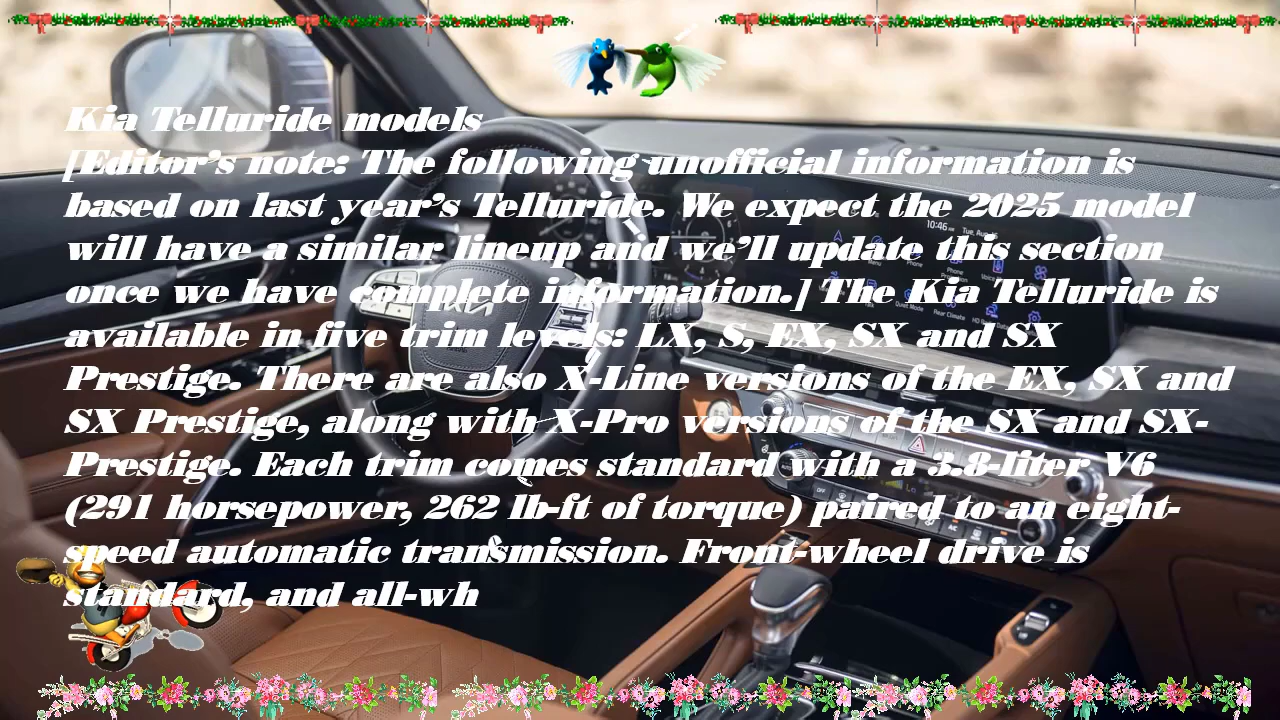 Kia Telluride models
[Editor’s note: The following unofficial information is
based on last year’s Telluride. We expect the 2025 model
will have a similar lineup and we’ll update this section
once we have complete information.] The Kia Telluride is
available in five trim levels: LX, S, EX, SX and SX
Prestige. There are also X-Line versions of the EX, SX and
SX Prestige, along with X-Pro versions of the SX and SX-
Prestige. Each trim comes standard with a 3.8-liter V6
(291 horsepower, 262 lb-ft of torque) paired to an eight-
speed automatic transmission. Front-wheel drive is
standard, and all-wh
10:46
KIA